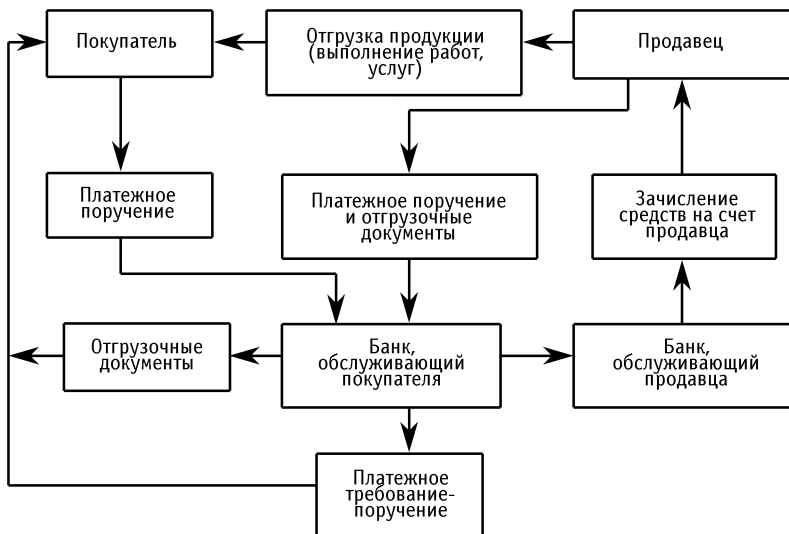 Покупатель
Отгрузка продукции
(выполнение работ,
услуг)
Продавец
Платежное
поручение
Платежное поручение
и отгрузочные
документы
Зачисление
средств на счет
продавца
Отгрузочные
документы
Банк,
обслуживающий
покупателя
Банк,
обслуживающий
продавца
Платежное
требование-
поручение